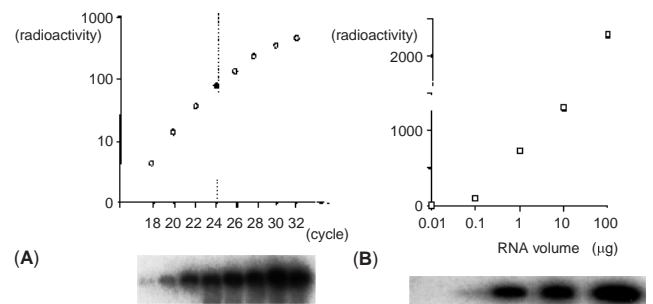 1000
(radioactivity)
100
10
0
18 20 22 24 26 28 30 32
(cycle)
(A)
(radioactivity)
2000
1000
0
0.01 0.1 1 10 100
RNA volume (µg)
(B)